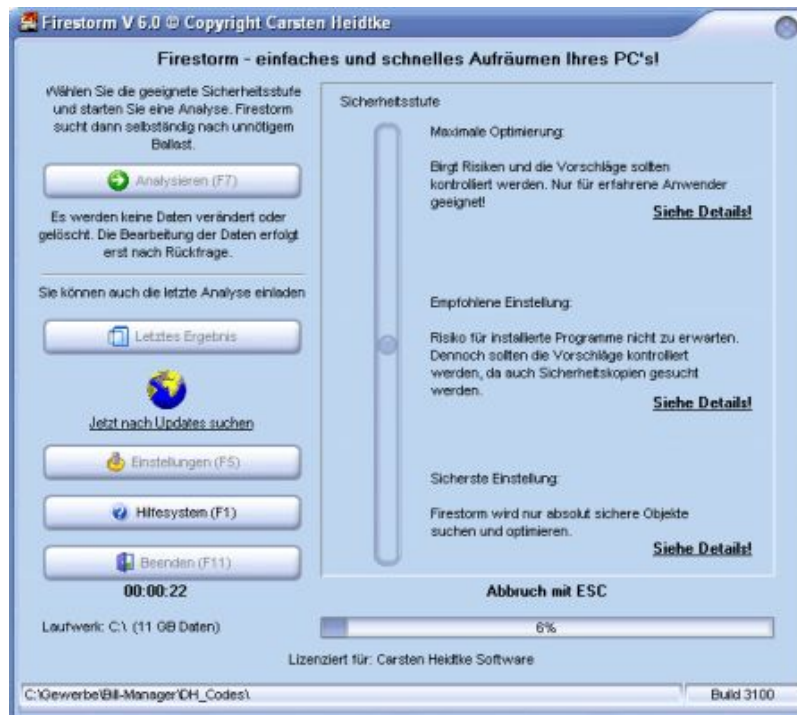 Firestorm V 6.0 © Copyright Carsten Heidtke
Firestorm - einfaches und schnelles Aufräumen Ihres PC's!
Wählen Sie die geeignete Sicherheitsstufe
und starten Sie eine Analyse. Firestorm
sucht dann selbständig nach unnötigem
Ballast.
Analysieren (F7)
Es werden keine Daten verändert oder
gelöscht. Die Bearbeitung der Daten erfolgt
erst nach Rückfrage.
Sie können auch die letzte Analyse einladen
Letztes Ergebnis
Jetzt nach Updates suchen
Einstellungen (F5)
Hilfesystem (F1)
Beenden (F11)
00:00:22
Sicherheitsstufe
Maximale Optimierung:
Birgt Risiken und die Vorschläge sollten
kontrolliert werden. Nur für erfahrene Anwender
geeignet!
Siehe Details!
Empfohlene Einstellung:
Risiko für installierte Programme nicht zu erwarten.
Dennoch sollten die Vorschläge kontrolliert
werden, da auch Sicherheitskopien gesucht
werden.
Siehe Details!
Sicherste Einstellung:
Firestorm wird nur absolut sichere Objekte
suchen und optimieren.
Siehe Details!
Abbruch mit ESC
Laufwerk: C:\ (11 GB Daten)
6%
Lizenziert für: Carsten Heidtke Software
C:\Gewerbe\Bill-Manager\DH_Codes\
Build 3100